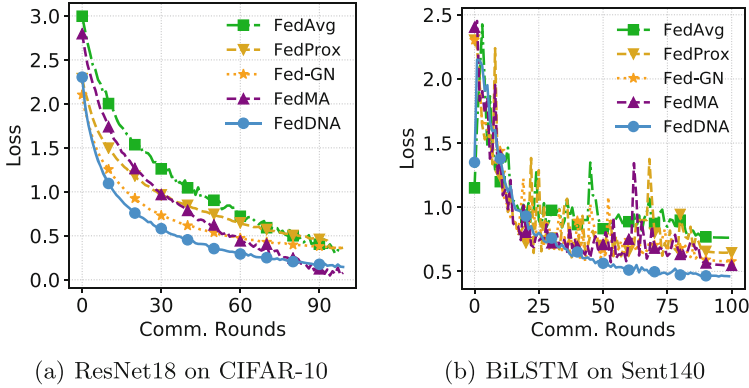 3.0
2.5
2.0
1.5
1.0
0.5
0.0
Loss
FedAvg
FedProx
Fed-GN
FedMA
FedDNA
0 30 60 90
Comm. Rounds
(a) ResNet18 on CIFAR-10
2.5
2.0
1.5
1.0
0.5
Loss
FedAvg
FedProx
Fed-GN
FedMA
FedDNA
0 25 50 75 100
Comm. Rounds
(b) BiLSTM on Sent140